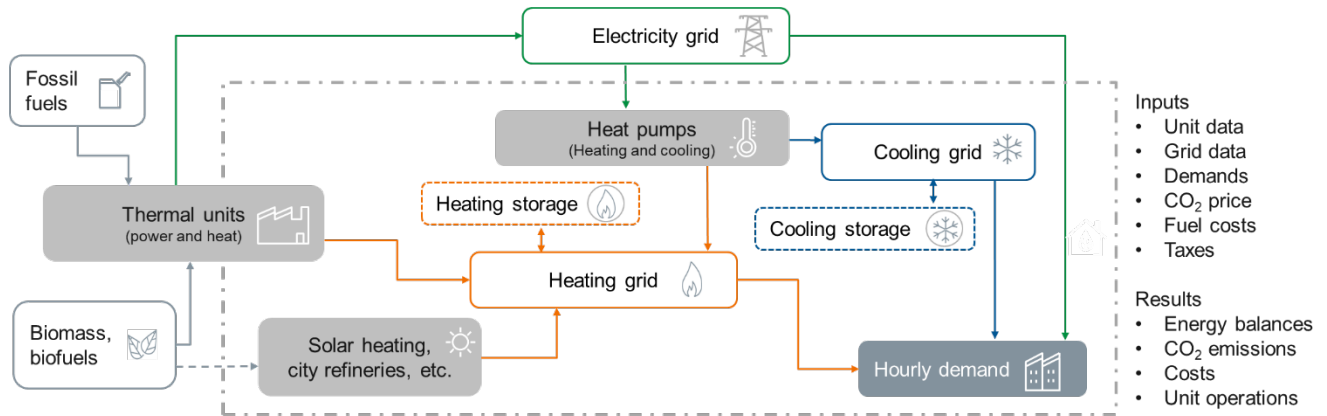 Electricity grid
Fossil
fuels
Heat pumps
(Heating and cooling)
Cooling grid
Thermal units
(power and heat)
Heating storage
Cooling storage
Heating grid
Biomass,
biofuels
Solar heating,
city refineries, etc.
Hourly demand
Inputs
• Unit data
• Grid data
• Demands
• CO₂ price
• Fuel costs
• Taxes
Results
• Energy balances
• CO₂ emissions
• Costs
• Unit operations